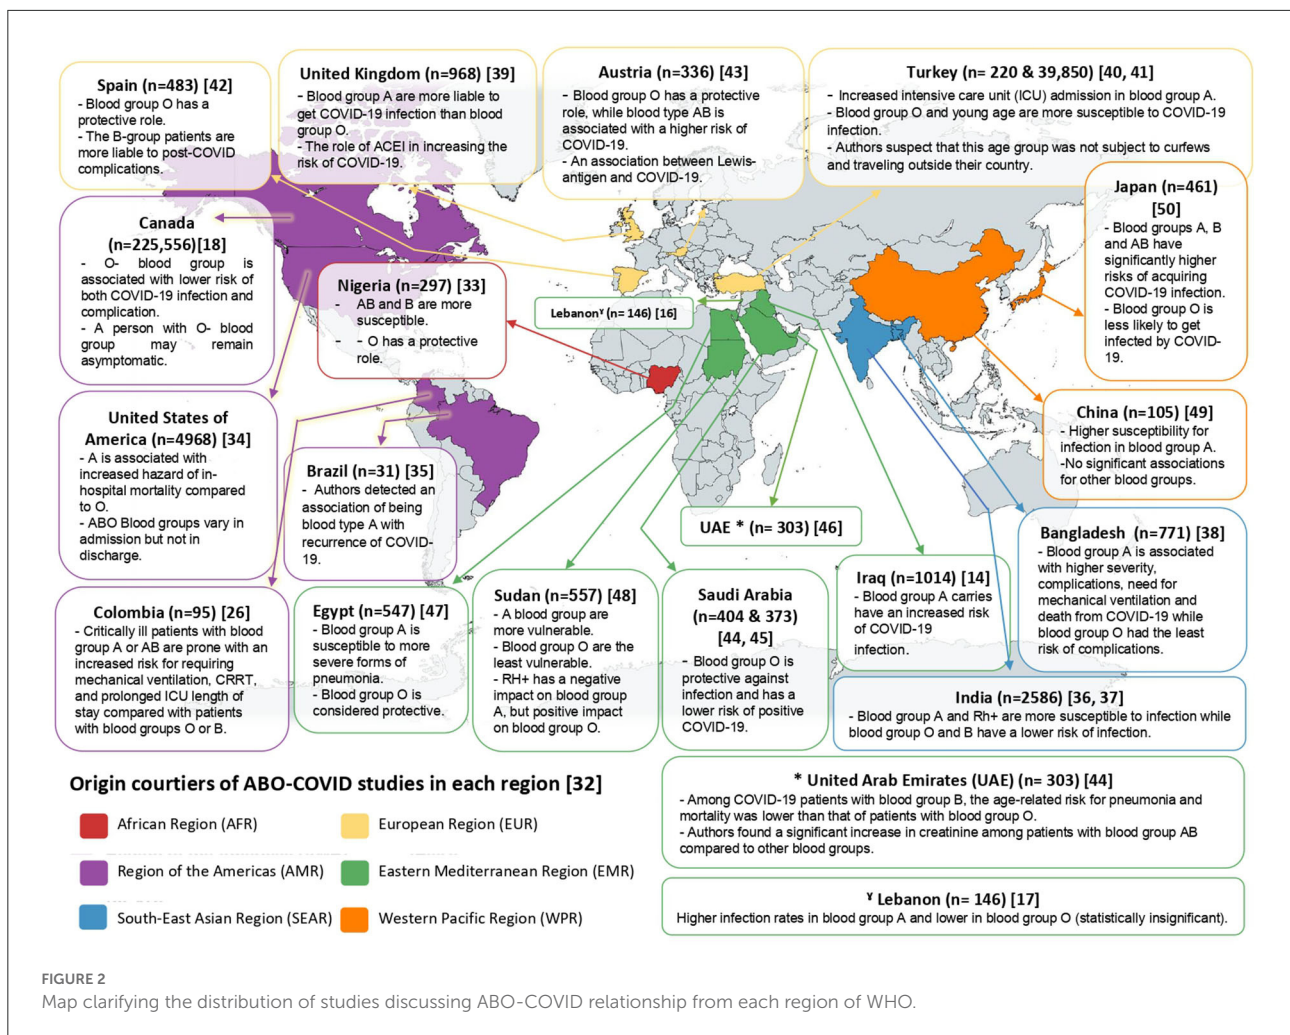 Spain (n=483) [42]
- Blood group O has a
protective role.
- The B-group patients are
more liable to post-COVID
complications.
United Kingdom (n=968) [39]
- Blood group A are more liable to
get COVID-19 infection than blood
group O.
- The role of ACEI in increasing the
risk of COVID-19.
Austria (n=336) [43]
- Blood group O has a protective
role, while blood type AB is
associated with a higher risk of
COVID-19.
- An association between Lewis-
antigen and COVID-19.
Turkey (n= 220 & 39,850) [40, 41]
- Increased intensive care unit (ICU) admission in blood group A.
- Blood group O and young age are more susceptible to COVID-19
infection.
- Authors suspect that this age group was not subject to curfews
and traveling outside their country.
Japan (n=461)
[50]
- Blood groups A, B
and AB have
significantly higher
risks of acquiring
COVID-19 infection.
- Blood group O is
less likely to get
infected by COVID-
19.
Canada
(n=225,556)[18]
- O- blood group is
associated with lower risk of
both COVID-19 infection and
complication.
- A person with O- blood
group may remain
asymptomatic.
Nigeria (n=297) [33]
- AB and B are more
susceptible.
- - O has a protective
role.
Lebanon¥ (n= 146) [16]
United States of
America (n=4968) [34]
- A is associated with
increased hazard of in-
hospital mortality compared
to O.
- ABO Blood groups vary in
admission but not in
discharge.
Brazil (n=31) [35]
- Authors detected an
association of being
blood type A with
recurrence of COVID-
19.
UAE * (n= 303) [46]
China (n=105) [49]
- Higher susceptibility for
infection in blood group A.
-No significant associations
for other blood groups.
Bangladesh (n=771) [38]
- Blood group A is associated
with higher severity,
complications, need for
mechanical ventilation and
death from COVID-19 while
blood group O had the least
risk of complications.
Colombia (n=95) [26]
- Critically ill patients with blood
group A or AB are prone with an
increased risk for requiring
mechanical ventilation, CRRT,
and prolonged ICU length of
stay compared with patients
with blood groups O or B.
Egypt (n=547) [47]
- Blood group A is
susceptible to more
severe forms of
pneumonia.
- Blood group O is
considered protective.
Sudan (n=557) [48]
- A blood group are
more vulnerable.
- Blood group O are the
least vulnerable.
- RH+ has a negative
impact on blood group
A, but positive impact
on blood group O.
Saudi Arabia
(n=404 & 373)
[44, 45]
- Blood group O is
protective against
infection and has a
lower risk of positive
COVID-19.
Iraq (n=1014) [14]
- Blood group A carries
have an increased risk
of COVID-19
infection.
India (n=2586) [36, 37]
- Blood group A and Rh+ are more susceptible to infection while
blood group O and B have a lower risk of infection.
Origin courtiers of ABO-COVID studies in each region [32]
African Region (AFR)
European Region (EUR)
Region of the Americas (AMR)
Eastern Mediterranean Region (EMR)
South-East Asian Region (SEAR)
Western Pacific Region (WPR)
* United Arab Emirates (UAE) (n= 303) [44]
- Among COVID-19 patients with blood group B, the age-related risk for pneumonia and
mortality was lower than that of patients with blood group O.
- Authors found a significant increase in creatinine among patients with blood group AB
compared to other blood groups.
¥ Lebanon (n= 146) [17]
Higher infection rates in blood group A and lower in blood group O (statistically insignificant).
FIGURE 2
Map clarifying the distribution of studies discussing ABO-COVID relationship from each region of WHO.